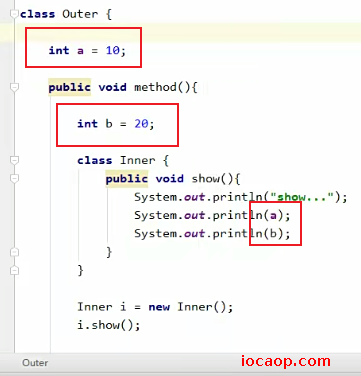 class Outer {
int a = 10;
public void method(){
int b = 20;
class Inner {
public void show(){
System.out.println("show...");
System.out.println(a);
System.out.println(b);
}
}
Inner i = new Inner();
i.show();
Outer
iocaop.com